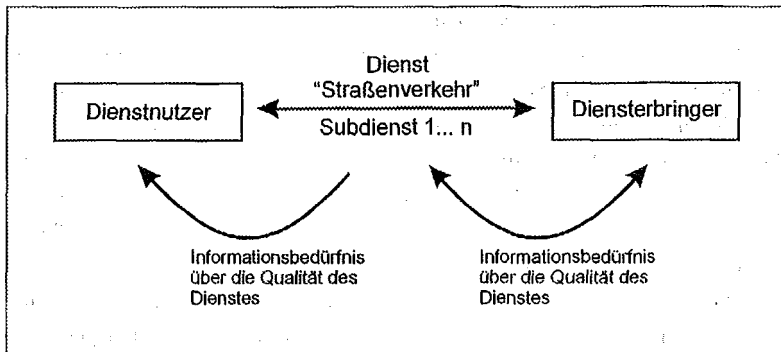 Dienst
"Straßenverkehr"
Dienstnutzer
Diensterbringer
Subdienst 1... n
Informationsbedürfnis
über die Qualität des
Dienstes
Informationsbedürfnis
über die Qualität des
Dienstes